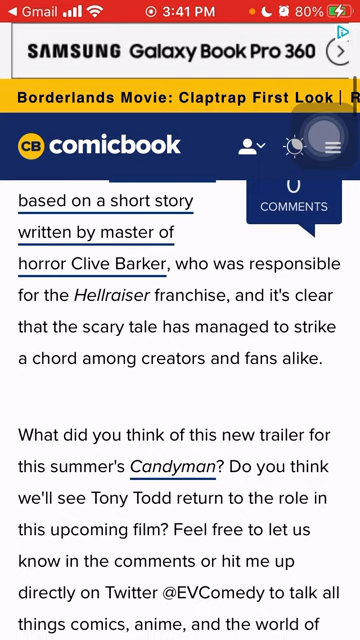 Gmail 3:41 PM 80%
SAMSUNG Galaxy Book Pro 360
Borderlands Movie: Claptrap First Look | R
CB comicbook
0
COMMENTS
based on a short story
written by master of
horror Clive Barker, who was responsible
for the Hellraiser franchise, and it's clear
that the scary tale has managed to strike
a chord among creators and fans alike.
What did you think of this new trailer for
this summer's Candyman? Do you think
we'll see Tony Todd return to the role in
this upcoming film? Feel free to let us
know in the comments or hit me up
directly on Twitter @EVComedy to talk all
things comics, anime, and the world of